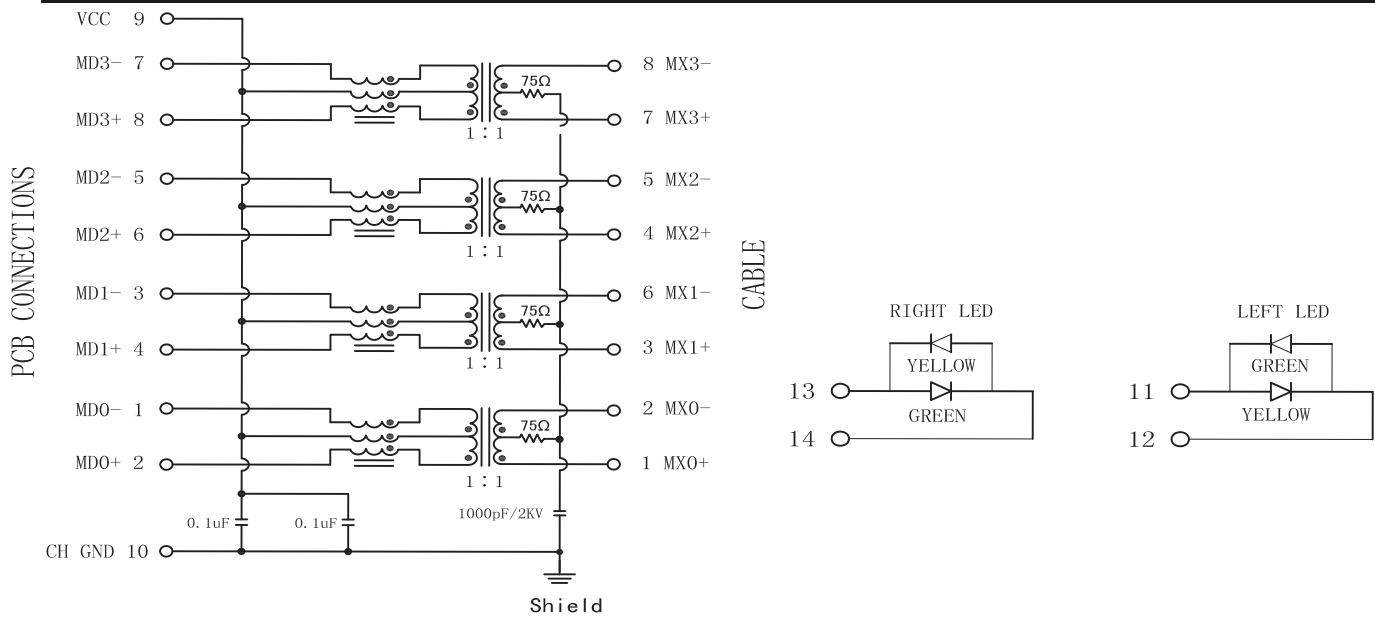 PCB CONNECTIONS
VCC 9
MD3- 7
MD3+ 8
MD2- 5
MD2+ 6
MD1- 3
MD1+ 4
MD0- 1
MD0+ 2
CH GND 10
75Ω
1 : 1
75Ω
1 : 1
75Ω
1 : 1
75Ω
1 : 1
0.1uF
0.1uF
1000pF/2KV
Shield
8 MX3-
7 MX3+
5 MX2-
4 MX2+
6 MX1-
3 MX1+
2 MX0-
1 MX0+
CABLE
RIGHT LED
YELLOW
13
GREEN
14
LEFT LED
GREEN
11
YELLOW
12